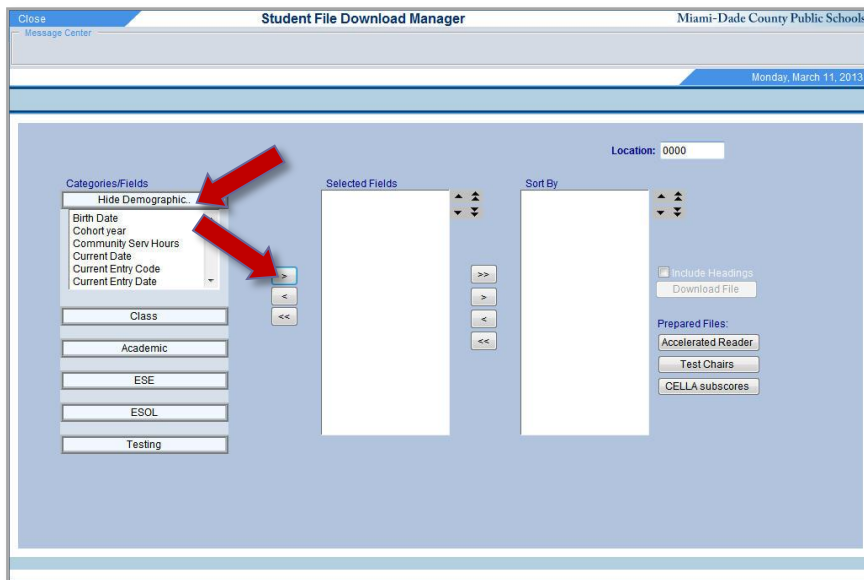 Close
Student File Download Manager
Miami-Dade County Public Schools
Message Center
Monday, March 11, 2013
Location: 0000
Categories/Fields
Selected Fields
Sort By
Hide Demographic..
Birth Date
Cohort year
Community Serv Hours
Current Date
Current Entry Code
Current Entry Date
>
<
<<
>>
>
<
<<
Include Headings
Download File
Class
Prepared Files:
Academic
Accelerated Reader
Test Chairs
ESE
CELLA subscores
ESOL
Testing